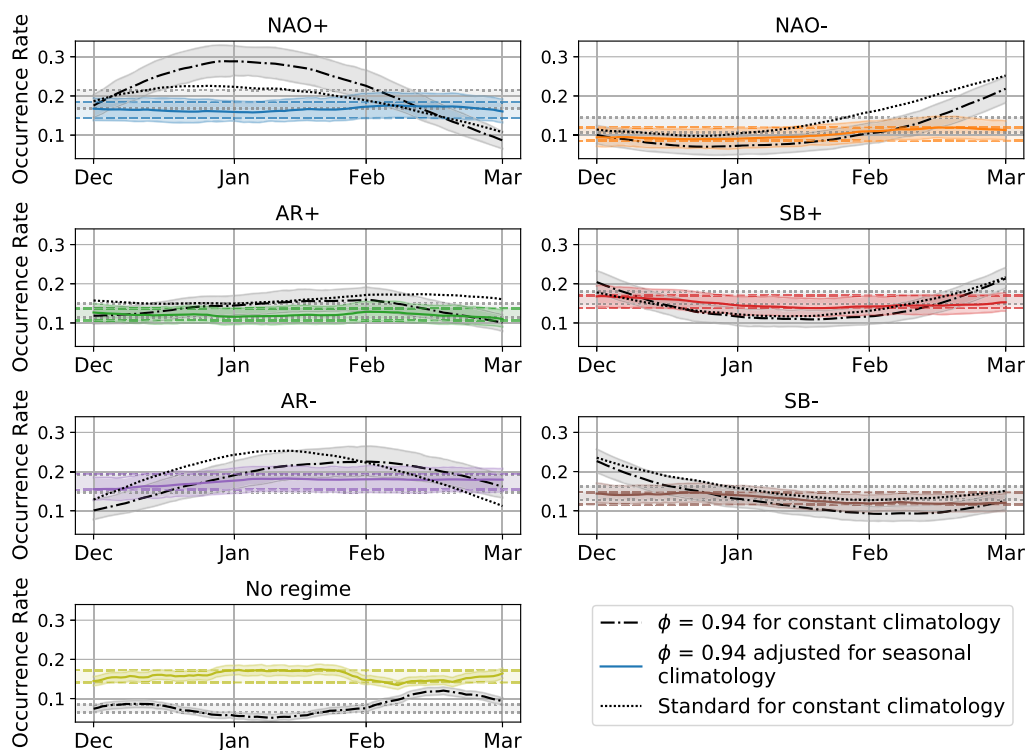 NAO+
NAO-
Occurrence Rate
0.3
0.2
0.1
Dec
Jan
Feb
Mar
0.3
0.2
0.1
Dec
Jan
Feb
Mar
AR+
SB+
Occurrence Rate
0.3
0.2
0.1
Dec
Jan
Feb
Mar
0.3
0.2
0.1
Dec
Jan
Feb
Mar
AR-
SB-
Occurrence Rate
0.3
0.2
0.1
Dec
Jan
Feb
Mar
0.3
0.2
0.1
Dec
Jan
Feb
Mar
No regime
Occurrence Rate
0.3
0.2
0.1
Dec
Jan
Feb
Mar
ϕ = 0.94 for constant climatology
ϕ = 0.94 adjusted for seasonal
climatology
Standard for constant climatology